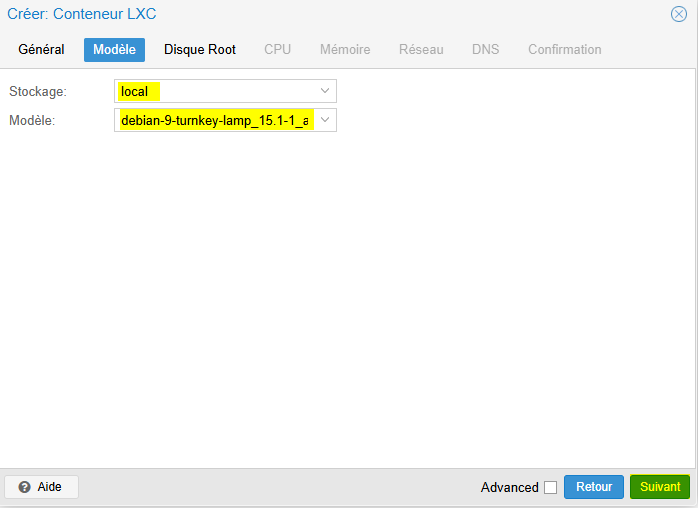 Créer: Conteneur LXC
Général Modèle Disque Root CPU Mémoire Réseau DNS Confirmation
Stockage: local
Modèle: debian-9-turnkey-lamp_15.1-1_a
Aide Advanced Retour Suivant